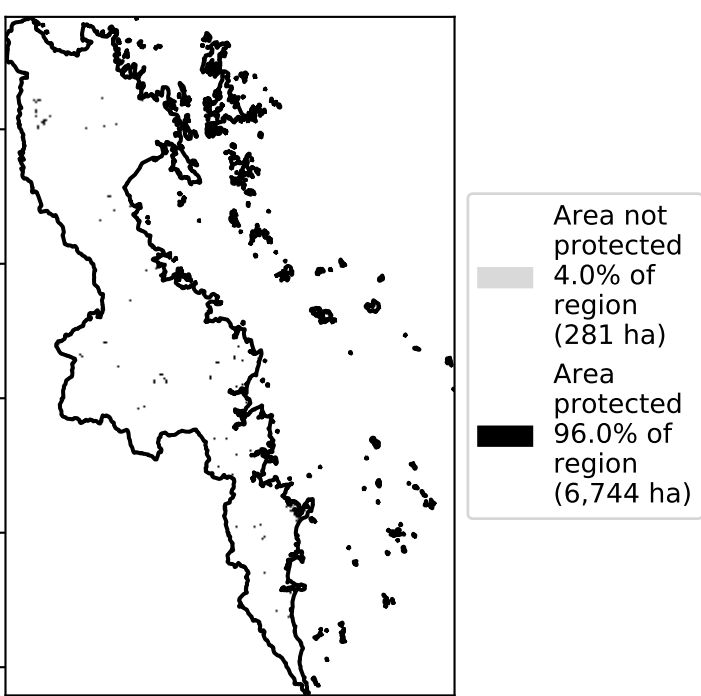 Area not
protected
4.0% of
region
(281 ha)
Area
protected
96.0% of
region
(6,744 ha)